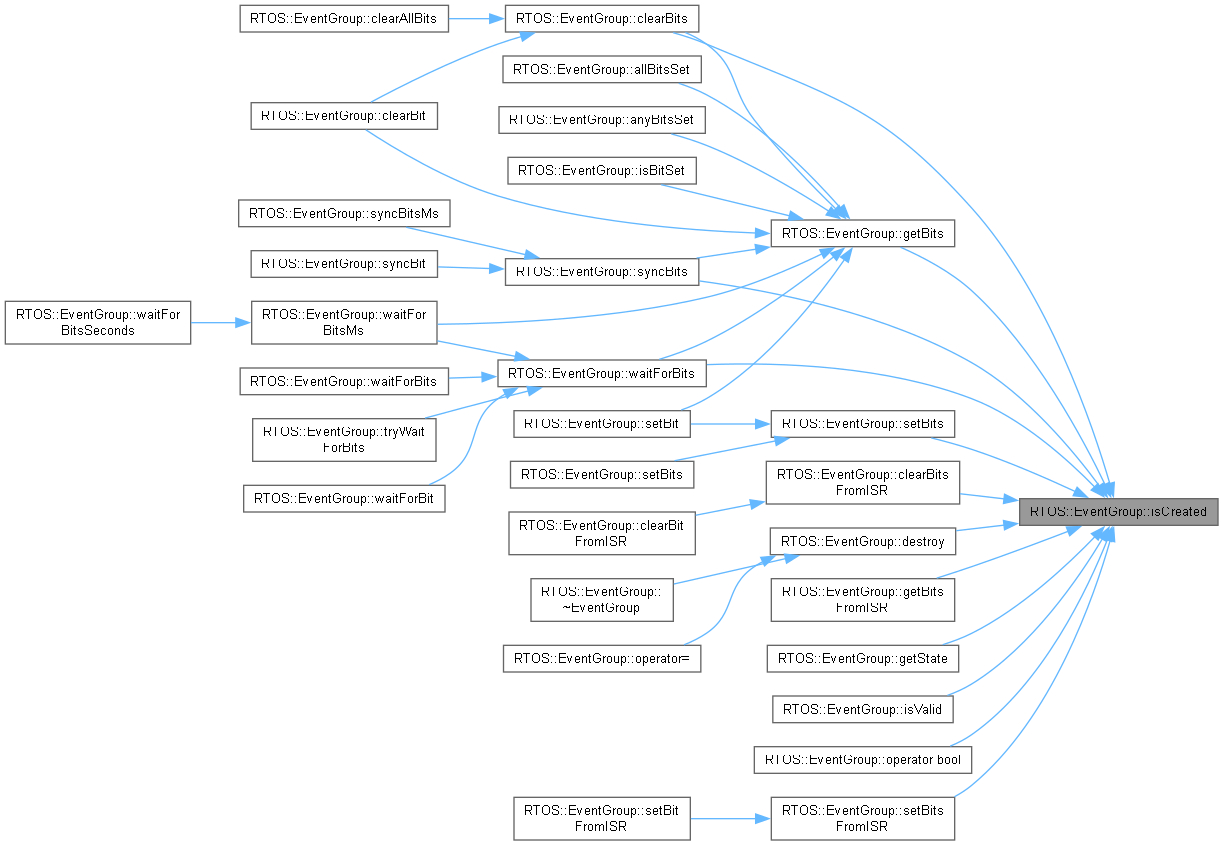 RTOS::EventGroup::clearAllBits
RTOS::EventGroup::clearBits
RTOS::EventGroup::allBitsSet
RTOS::EventGroup::clearBit
RTOS::EventGroup::anyBitsSet
RTOS::EventGroup::isBitSet
RTOS::EventGroup::syncBitsMs
RTOS::EventGroup::getBits
RTOS::EventGroup::syncBit
RTOS::EventGroup::syncBits
RTOS::EventGroup::waitFor
BitsSeconds
RTOS::EventGroup::waitFor
BitsMs
RTOS::EventGroup::waitForBits
RTOS::EventGroup::waitForBits
RTOS::EventGroup::tryWait
ForBits
RTOS::EventGroup::setBit
RTOS::EventGroup::setBits
RTOS::EventGroup::setBits
RTOS::EventGroup::clearBits
FromISR
RTOS::EventGroup::waitForBit
RTOS::EventGroup::isCreated
RTOS::EventGroup::clearBit
FromISR
RTOS::EventGroup::destroy
RTOS::EventGroup::
~EventGroup
RTOS::EventGroup::getBits
FromISR
RTOS::EventGroup::operator=
RTOS::EventGroup::getState
RTOS::EventGroup::isValid
RTOS::EventGroup::operator bool
RTOS::EventGroup::setBit
FromISR
RTOS::EventGroup::setBits
FromISR